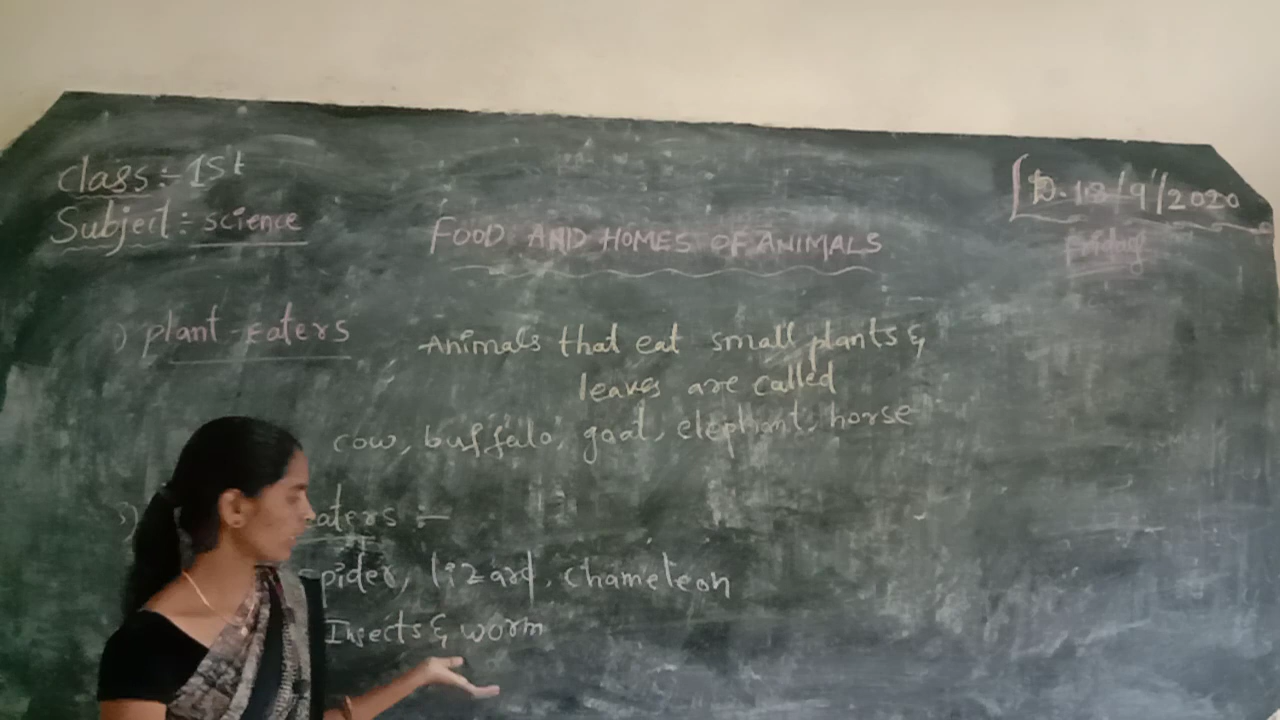 Class :- 1st
Subject :- science
FOOD AND HOMES OF ANIMALS
D. 18/9/2020
Friday
1) plant-Eaters
Animals that eat small plants &
leaves are called
cow, buffalo, goat, elephant, horse
eaters :-
Spider, lizard, chameleon
Insects & worm